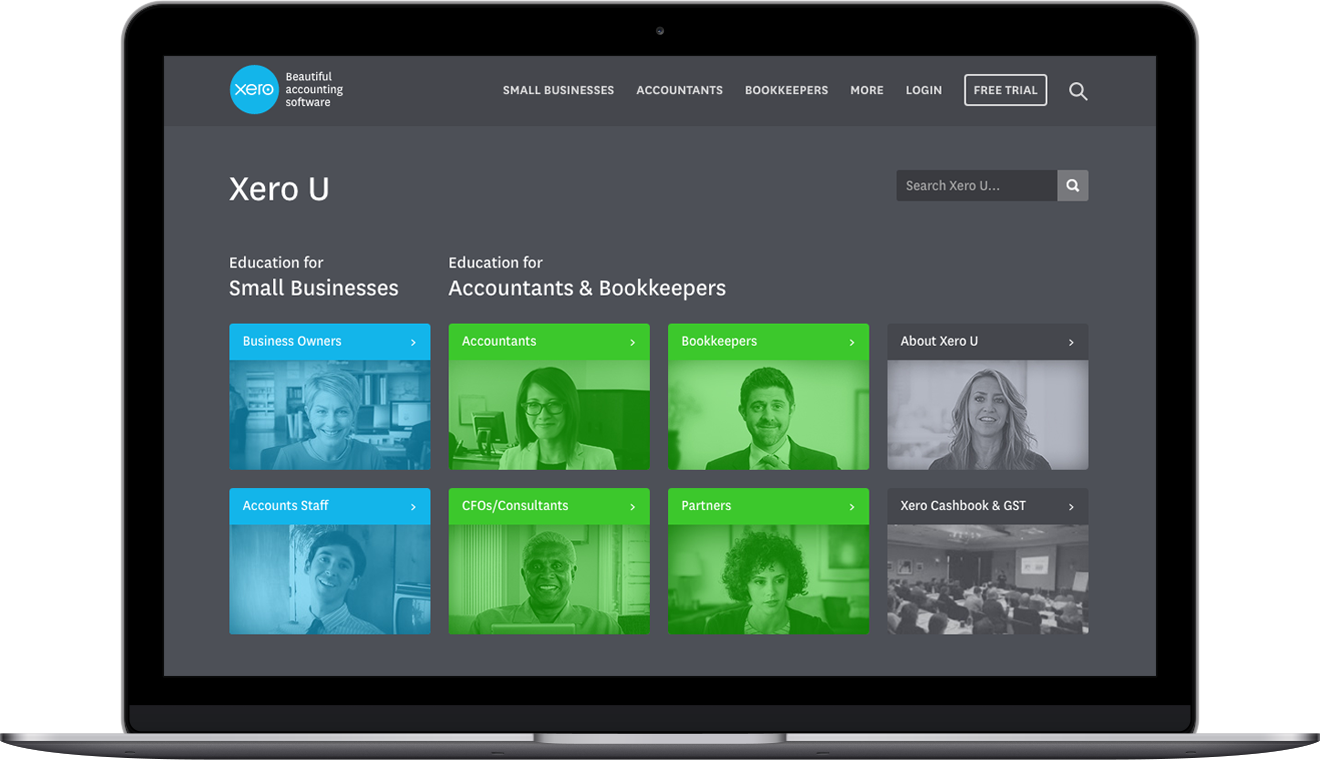 xero
Beautiful
accounting
software
SMALL BUSINESSES
ACCOUNTANTS
BOOKKEEPERS
MORE
LOGIN
FREE TRIAL
Xero U
Search Xero U...
Education for
Small Businesses
Education for
Accountants & Bookkeepers
Business Owners
Accountants
Bookkeepers
About Xero U
Accounts Staff
CFOs/Consultants
Partners
Xero Cashbook & GST